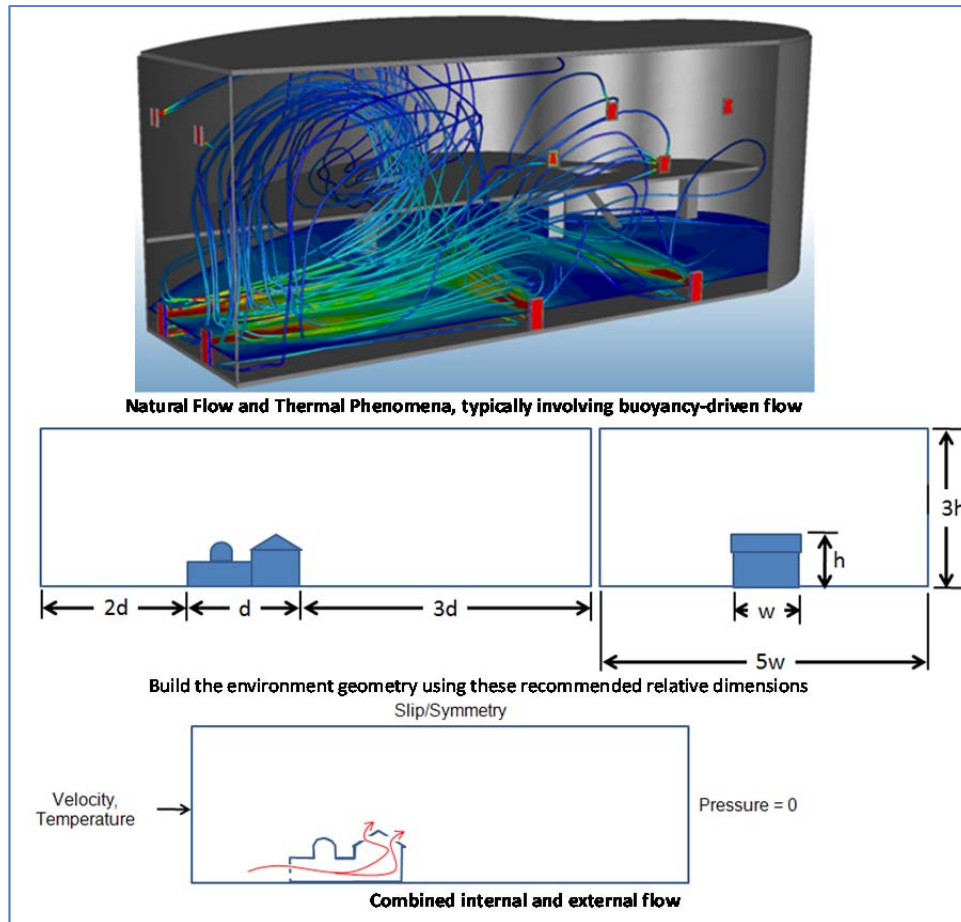 Natural Flow and Thermal Phenomena, typically involving buoyancy-driven flow
3h
h
2d
d
3d
w
5w
Build the environment geometry using these recommended relative dimensions
Slip/Symmetry
Velocity,
Temperature
Pressure = 0
Combined internal and external flow